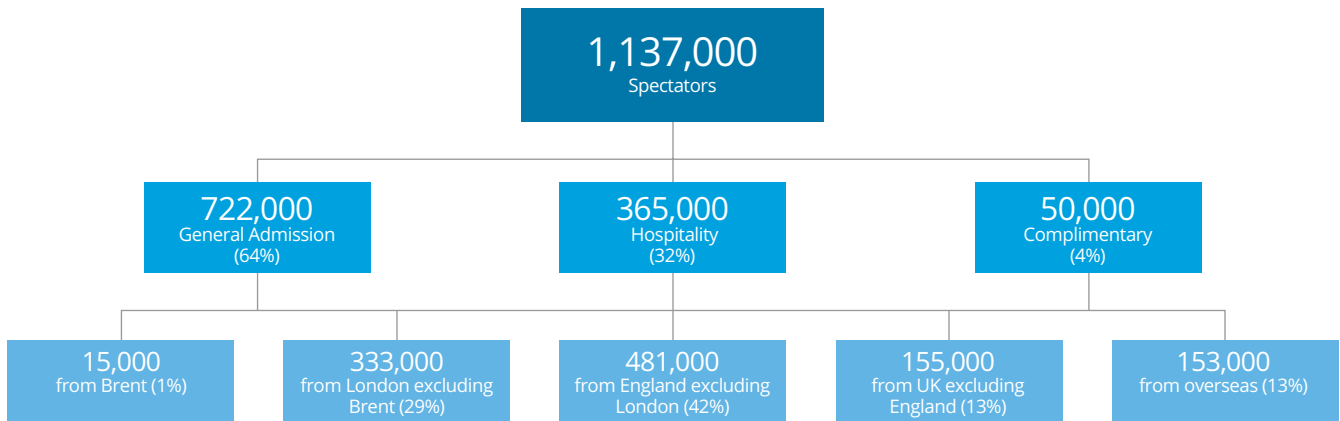 1,137,000
Spectators
722,000
General Admission
(64%)
365,000
Hospitality
(32%)
50,000
Complimentary
(4%)
15,000
from Brent (1%)
333,000
from London excluding
Brent (29%)
481,000
from England excluding
London (42%)
155,000
from UK excluding
England (13%)
153,000
from overseas (13%)